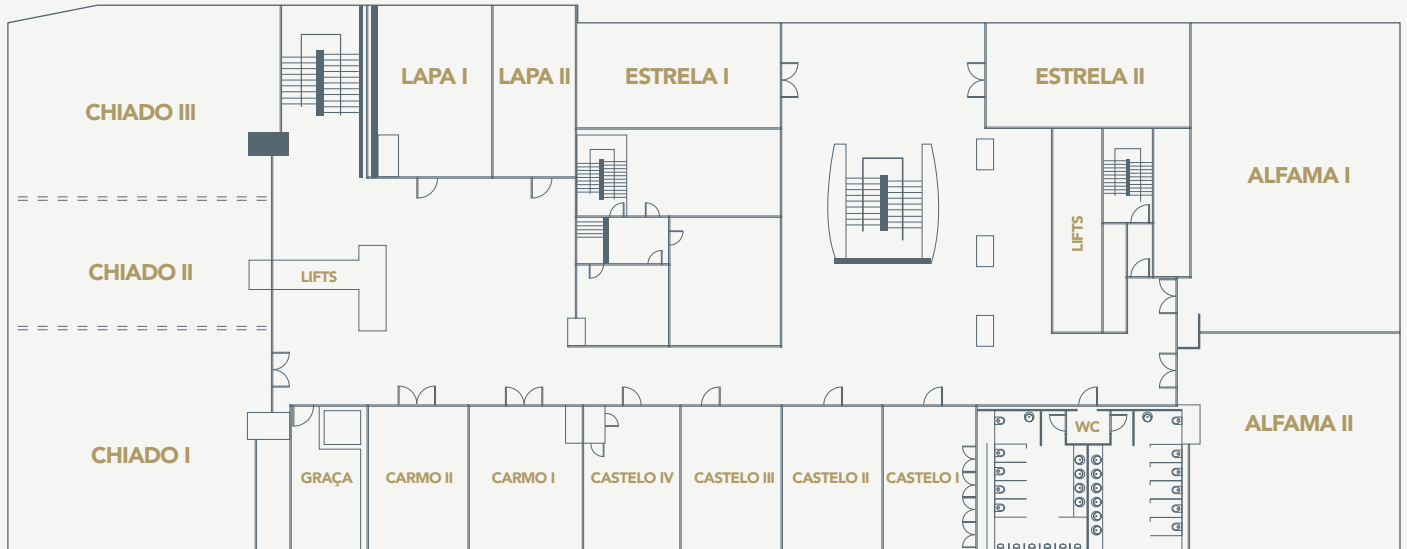 LAPA I
LAPA II
ESTRELA I
ESTRELA II
CHIADO III
ALFAMA I
LIFTS
CHIADO II
LIFTS
ALFAMA II
WC
CHIADO I
GRAÇA
CARMO II
CARMO I
CASTELO IV
CASTELO III
CASTELO II
CASTELO I